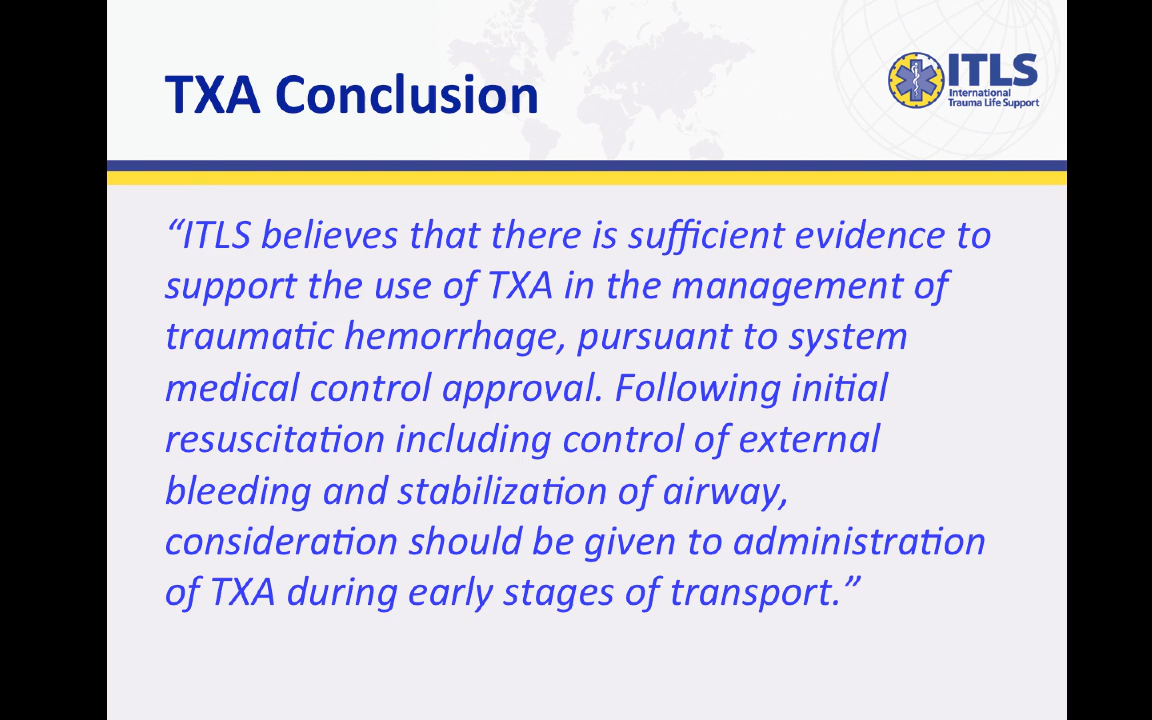 TXA Conclusion
ITLS
International
Trauma Life Support
“ITLS believes that there is sufficient evidence to
support the use of TXA in the management of
traumatic hemorrhage, pursuant to system
medical control approval. Following initial
resuscitation including control of external
bleeding and stabilization of airway,
consideration should be given to administration
of TXA during early stages of transport.”